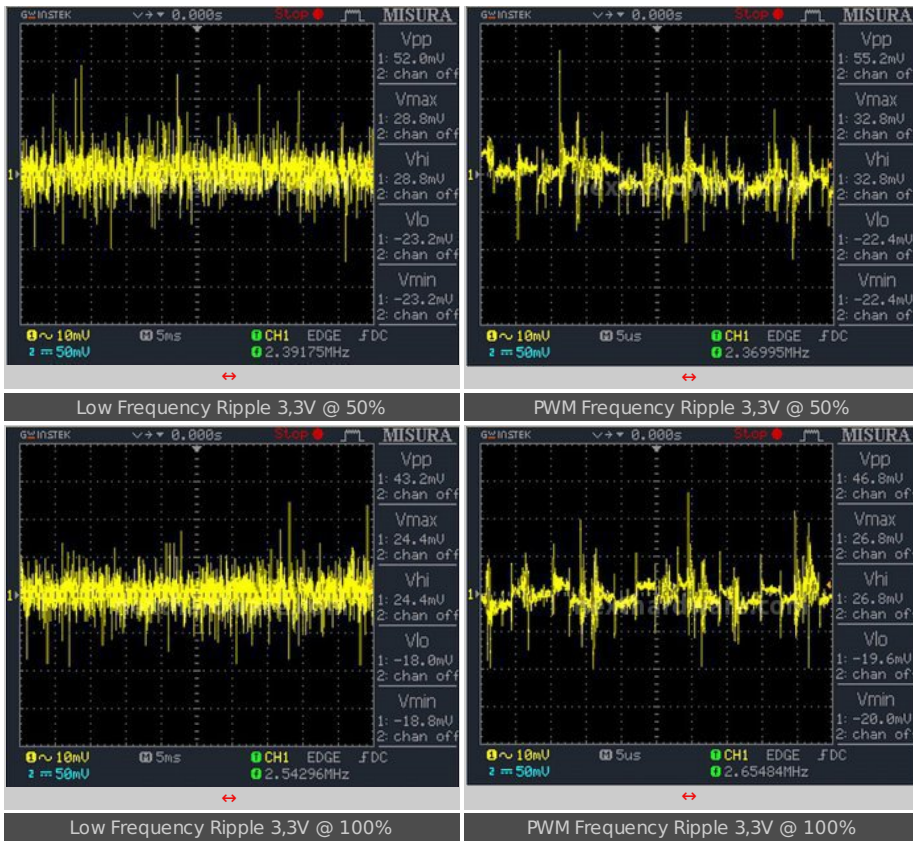 GWINSTEK 0.000s Stop MISURA
Vpp
1: 52.0mV
2: chan off
Vmax
1: 28.8mV
2: chan off
Vhi
1: 28.8mV
2: chan off
Vlo
1: -23.2mV
2: chan off
Vmin
1: -23.2mV
2: chan off
1
1 10mV M 5ms T CH1 EDGE DC
2 50mV f 2.39175MHz
Low Frequency Ripple 3,3V @ 50%
GWINSTEK 0.000s Stop MISURA
Vpp
1: 55.2mV
2: chan off
Vmax
1: 32.8mV
2: chan off
Vhi
1: 32.8mV
2: chan off
Vlo
1: -22.4mV
2: chan off
Vmin
1: -22.4mV
2: chan off
1
1 10mV M 5us T CH1 EDGE DC
2 50mV f 2.36995MHz
PWM Frequency Ripple 3,3V @ 50%
GWINSTEK 0.000s Stop MISURA
Vpp
1: 43.2mV
2: chan off
Vmax
1: 24.4mV
2: chan off
Vhi
1: 24.4mV
2: chan off
Vlo
1: -18.0mV
2: chan off
Vmin
1: -18.8mV
2: chan off
1
1 10mV M 5ms T CH1 EDGE DC
2 50mV f 2.54296MHz
Low Frequency Ripple 3,3V @ 100%
GWINSTEK 0.000s Stop MISURA
Vpp
1: 46.8mV
2: chan off
Vmax
1: 26.8mV
2: chan off
Vhi
1: 26.8mV
2: chan off
Vlo
1: -19.6mV
2: chan off
Vmin
1: -20.0mV
2: chan off
1
1 10mV M 5us T CH1 EDGE DC
2 50mV f 2.65484MHz
PWM Frequency Ripple 3,3V @ 100%